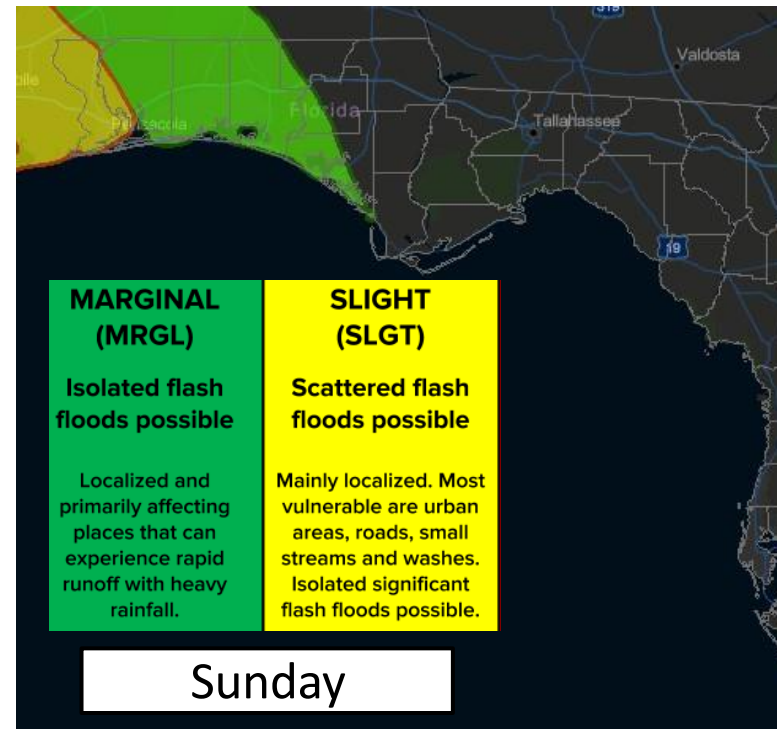 319
Valdosta
bile
Pensacola
Florida
Tallahassee
19
MARGINAL
(MRGL)
Isolated flash
floods possible
Localized and
primarily affecting
places that can
experience rapid
runoff with heavy
rainfall.
SLIGHT
(SLGT)
Scattered flash
floods possible
Mainly localized. Most
vulnerable are urban
areas, roads, small
streams and washes.
Isolated significant
flash floods possible.
Sunday